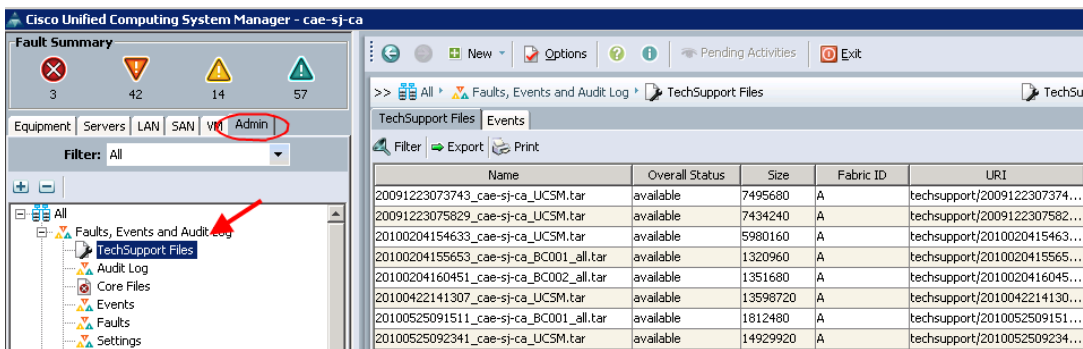 Cisco Unified Computing System Manager - cae-sj-ca
Fault Summary
3 42 14 57
Equipment Servers LAN SAN VM Admin
Filter: All
All
Faults, Events and Audit Log
TechSupport Files
Audit Log
Core Files
Events
Faults
Settings
New Options Pending Activities Exit
>> All Faults, Events and Audit Log TechSupport Files TechSu
TechSupport Files Events
Filter Export Print
Name Overall Status Size Fabric ID URI
20091223073743_cae-sj-ca_UCSM.tar available 7495680 A techsupport/2009122307374...
20091223075829_cae-sj-ca_UCSM.tar available 7434240 A techsupport/2009122307582...
20100204154633_cae-sj-ca_UCSM.tar available 5980160 A techsupport/2010020415463...
20100204155653_cae-sj-ca_BC001_all.tar available 1320960 A techsupport/2010020415565...
20100204160451_cae-sj-ca_BC002_all.tar available 1351680 A techsupport/2010020416045...
20100422141307_cae-sj-ca_UCSM.tar available 13598720 A techsupport/2010042214130...
20100525091511_cae-sj-ca_BC001_all.tar available 1812480 A techsupport/2010052509151...
20100525092341_cae-sj-ca_UCSM.tar available 14929920 A techsupport/2010052509234...